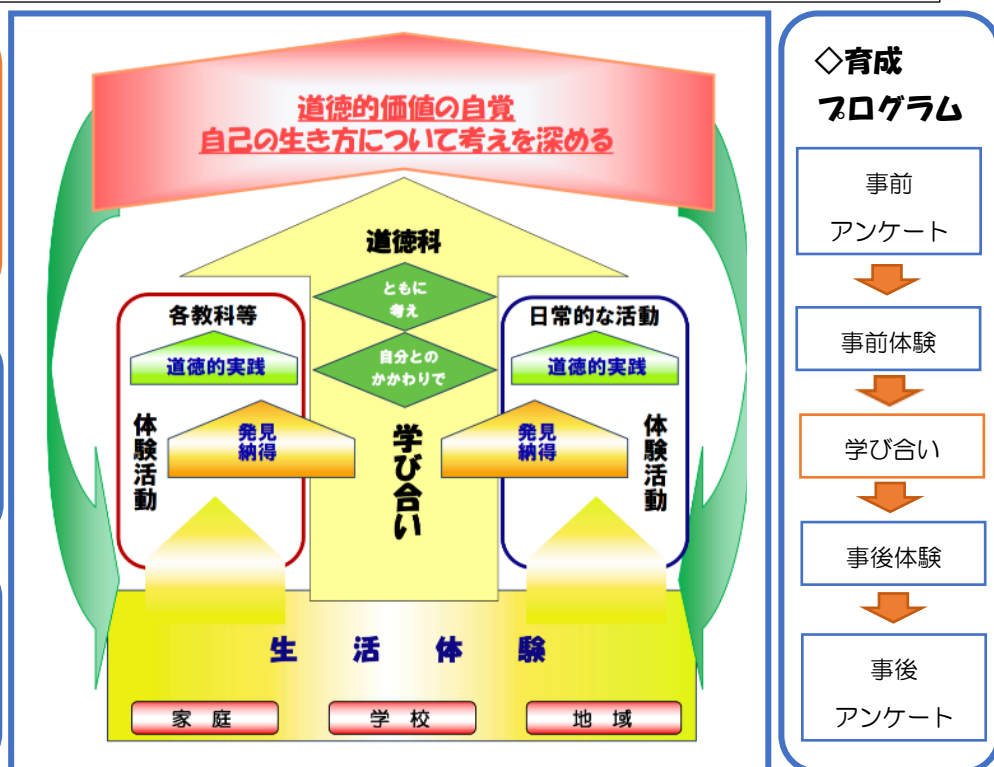 道徳的価値の自覚
自己の生き方について考えを深める
道徳科
ともに
考え
自分との
かかわりで
学び合い
各教科等
道徳的実践
発見
納得
体験活動
日常的な活動
道徳的実践
発見
納得
体験活動
生活体験
家庭
学校
地域
◇育成
プログラム
事前
アンケート
事前体験
学び合い
事後体験
事後
アンケート